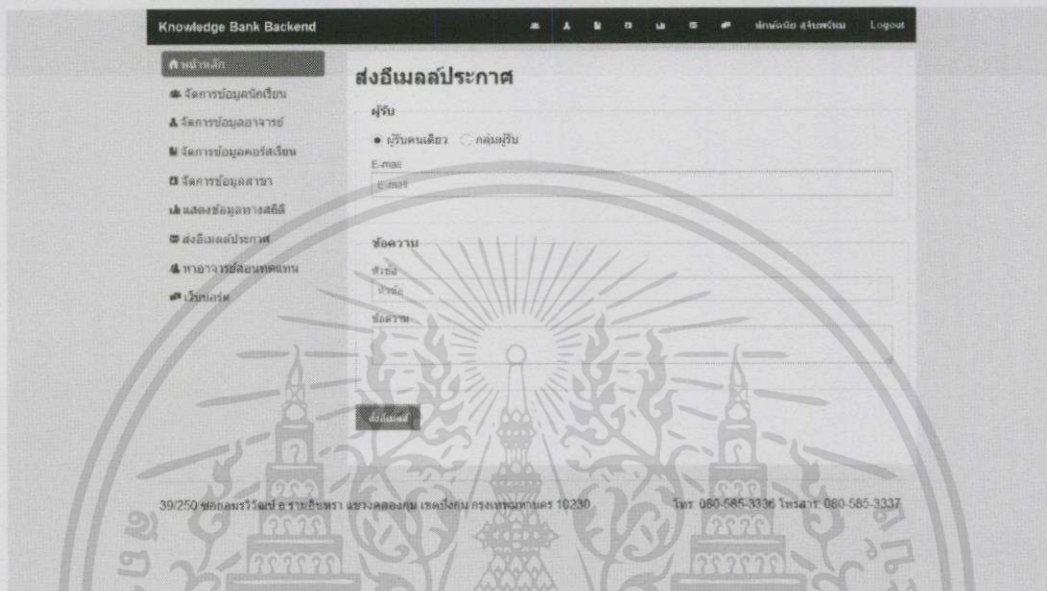 Knowledge Bank Backend
Logout
หน้าหลัก
จัดการข้อมูลนักเรียน
จัดการข้อมูลอาจารย์
จัดการข้อมูลคอร์สเรียน
จัดการข้อมูลสาขา
แสดงข้อมูลทางสถิติ
ส่งอีเมลล์ประกาศ
หาอาจารย์สอนทดแทน
เว็บบอร์ด
ส่งอีเมลล์ประกาศ
ผู้รับ
ผู้รับคนเดียว กลุ่มผู้รับ
E-mail
E-mail
ข้อความ
หัวข้อ
หัวข้อ
ข้อความ
ส่งอีเมลล์
39/250 ซอยอมรวิวัฒน์ ถ.รามอินทรา แขวงคลองกุ่ม เขตบึงกุ่ม กรุงเทพมหานคร 10230
โทร. 080-585-3336 โทรสาร. 080-585-3337